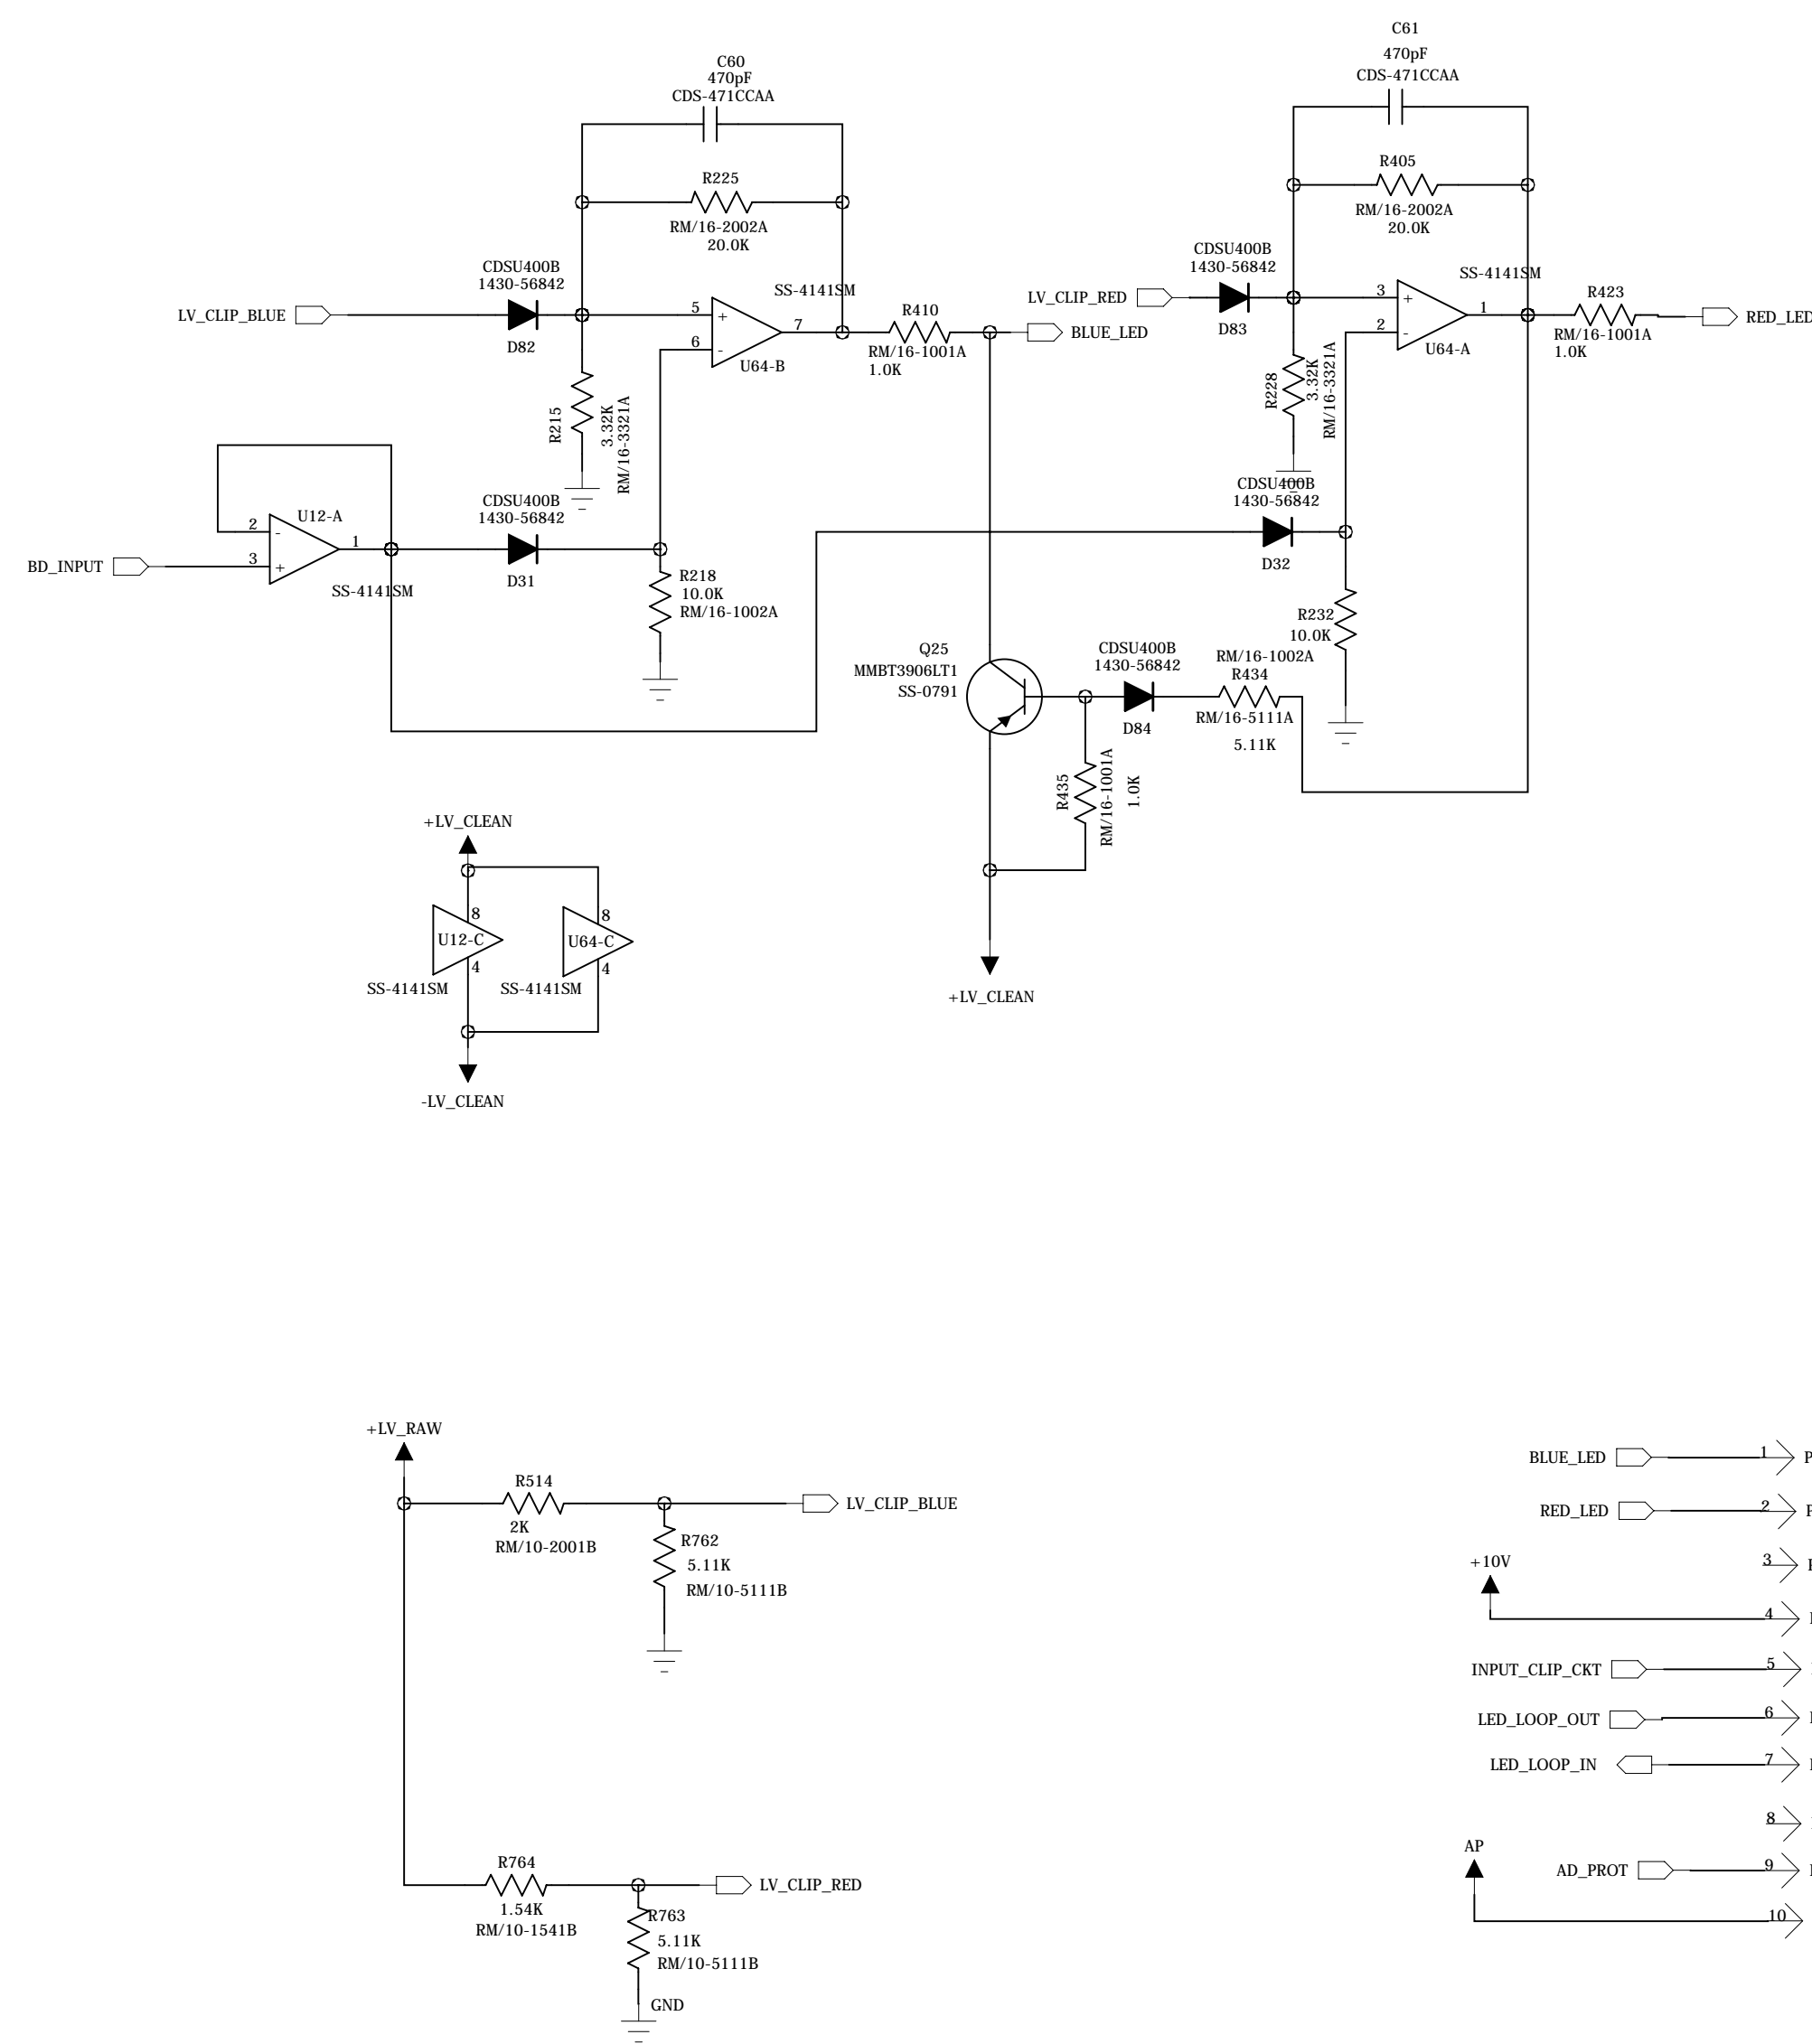 C60
470pF
CDS-471CCAA
R225
RM/16-2002A
20.0K
CDSU400B
1430-56842
LV_CLIP_BLUE
D82
5
+
6
-
7
SS-4141SM
U64-B
R410
RM/16-1001A
1.0K
BLUE_LED
R215
3.32K
RM/16-3321A
U12-A
2
-
3
+
1
BD_INPUT
SS-4141SM
CDSU400B
1430-56842
D31
R218
10.0K
RM/16-1002A
C61
470pF
CDS-471CCAA
R405
RM/16-2002A
20.0K
CDSU400B
1430-56842
LV_CLIP_RED
D83
3
+
2
-
1
SS-4141SM
U64-A
R423
RM/16-1001A
1.0K
RED_LED
R228
3.32K
RM/16-3321A
CDSU400B
1430-56842
D32
R232
10.0K
RM/16-1002A
Q25
MMBT3906LT1
SS-0791
CDSU400B
1430-56842
D84
R434
RM/16-5111A
5.11K
R435
RM/16-1001A
1.0K
+LV_CLEAN
+LV_CLEAN
8
U12-C
4
SS-4141SM
8
U64-C
4
SS-4141SM
-LV_CLEAN
+LV_RAW
R514
2K
RM/10-2001B
LV_CLIP_BLUE
R762
5.11K
RM/10-5111B
R764
1.54K
RM/10-1541B
LV_CLIP_RED
R763
5.11K
RM/10-5111B
GND
BLUE_LED 1
RED_LED 2
3
+10V
4
INPUT_CLIP_CKT 5
LED_LOOP_OUT 6
LED_LOOP_IN 7
8
AP
AD_PROT 9
10